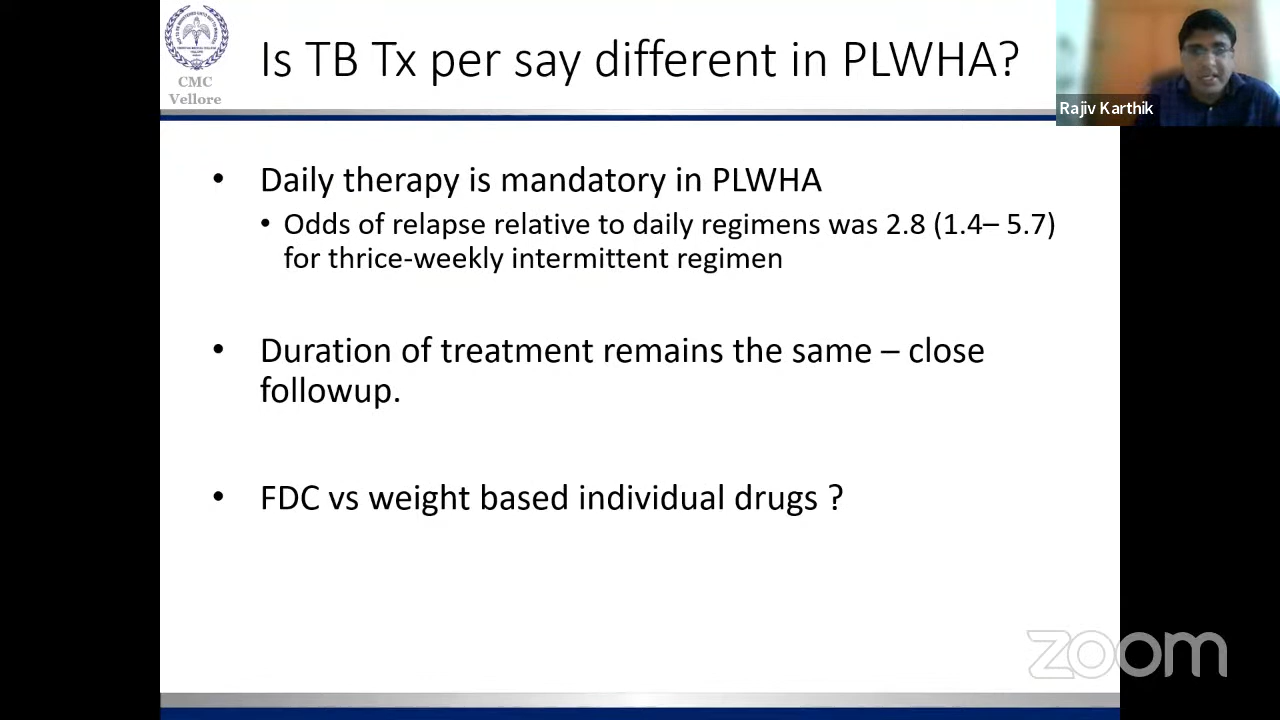 CMC
Vellore
Is TB Tx per say different in PLWHA?
Rajiv Karthik
• Daily therapy is mandatory in PLWHA
• Odds of relapse relative to daily regimens was 2.8 (1.4– 5.7)
for thrice-weekly intermittent regimen
• Duration of treatment remains the same – close
followup.
• FDC vs weight based individual drugs ?
zoom